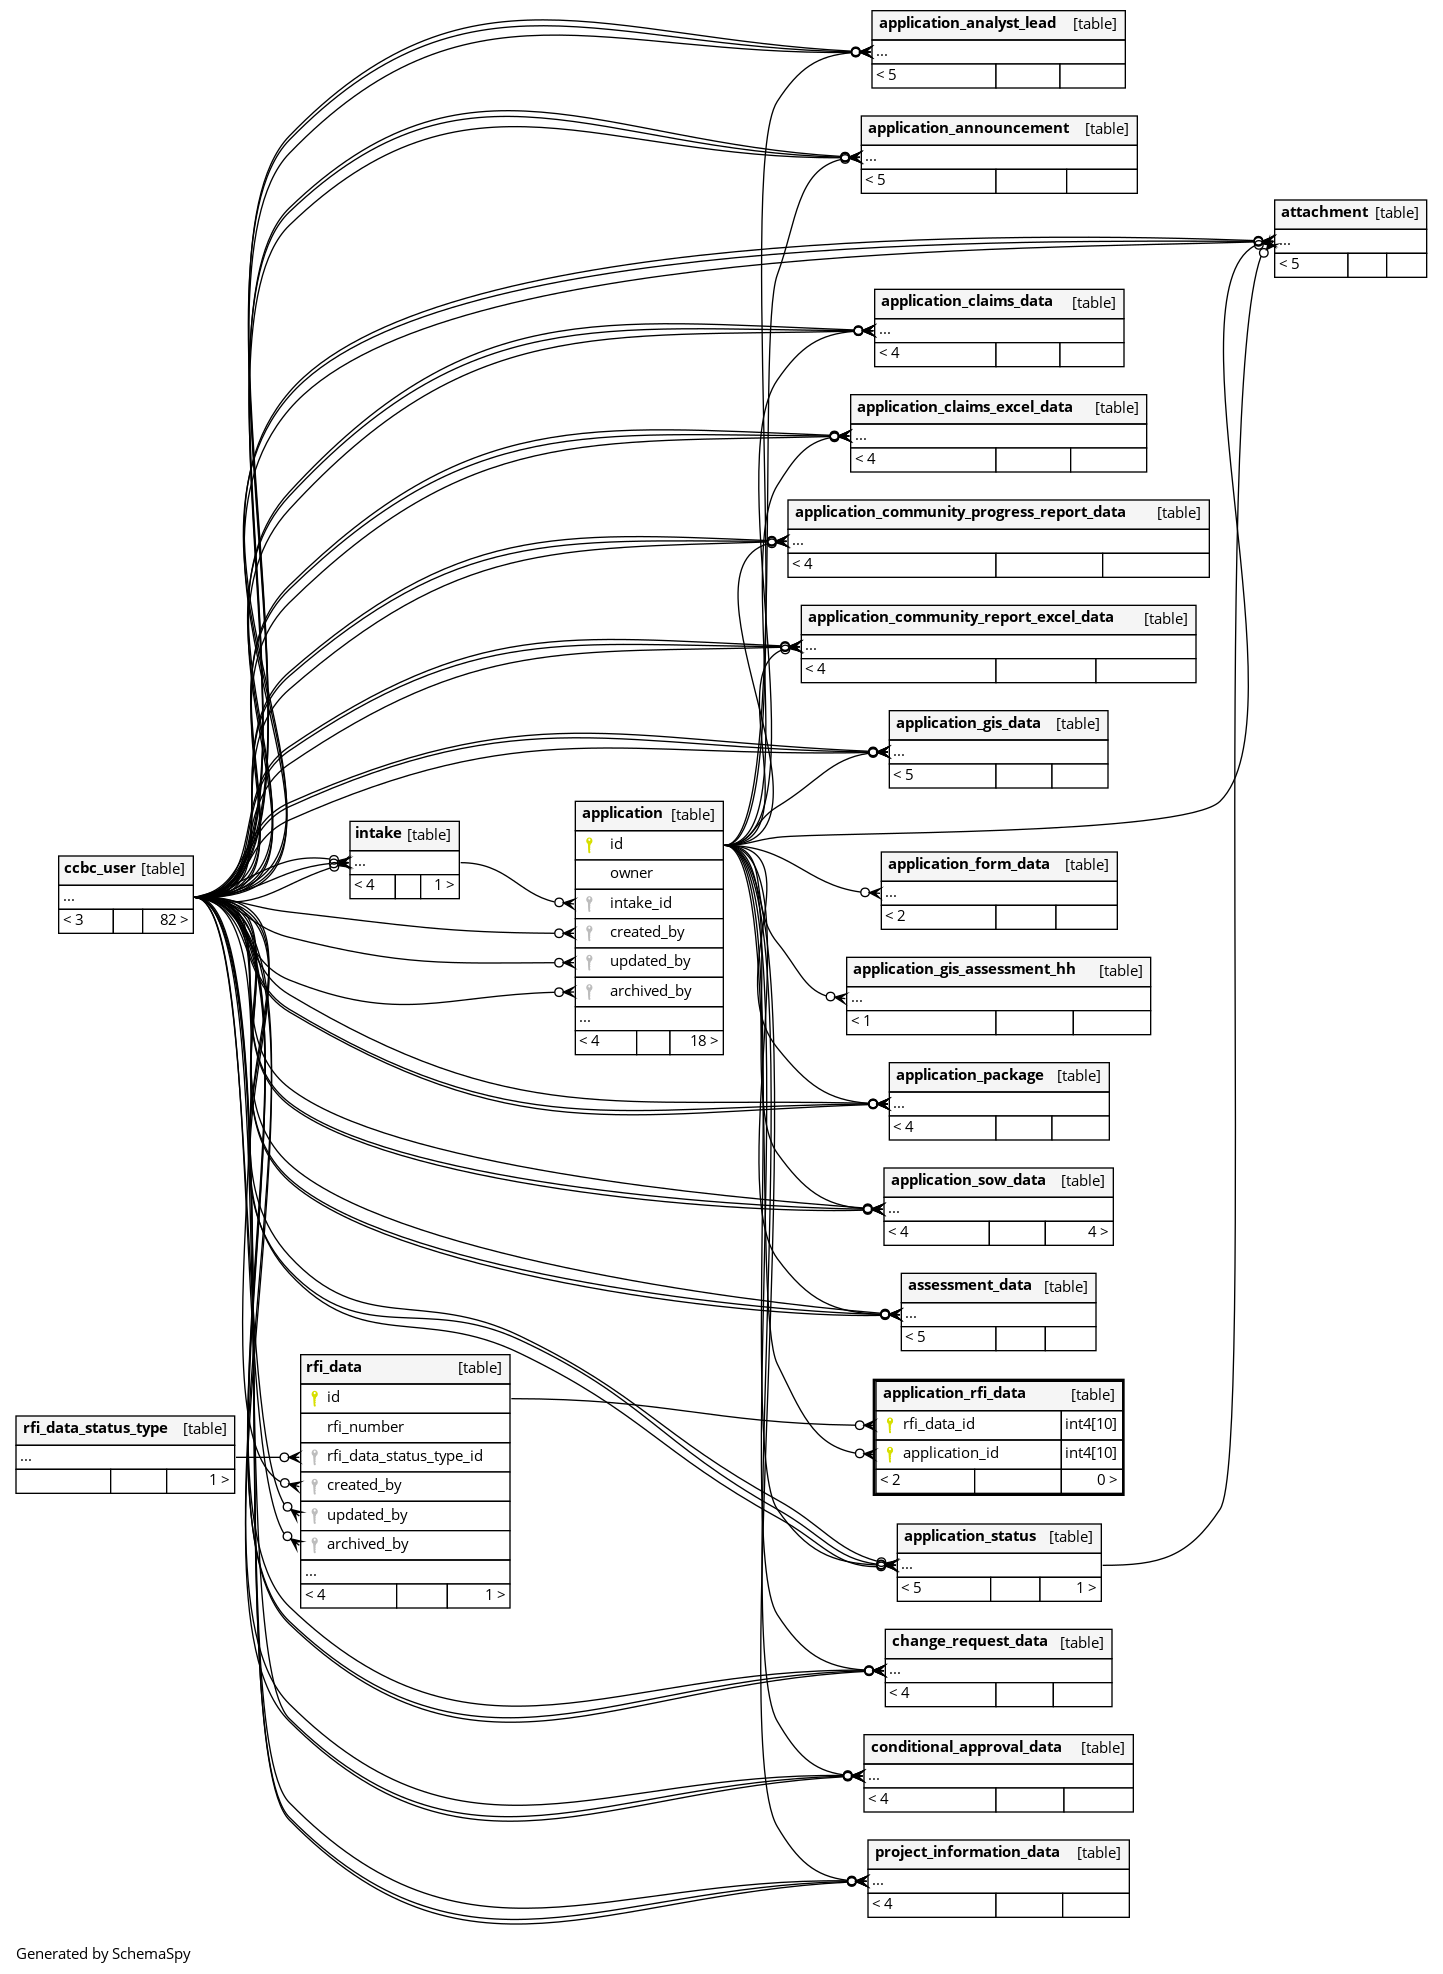 application_analyst_lead [table]
...
< 5
application_announcement [table]
...
< 5
attachment [table]
...
< 5
application_claims_data [table]
...
< 4
application_claims_excel_data [table]
...
< 4
application_community_progress_report_data [table]
...
< 4
application_community_report_excel_data [table]
...
< 4
application_gis_data [table]
...
< 5
ccbc_user [table]
...
< 3 82 >
intake [table]
...
< 4 1 >
application [table]
id
owner
intake_id
created_by
updated_by
archived_by
...
< 4 18 >
application_form_data [table]
...
< 2
application_gis_assessment_hh [table]
...
< 1
application_package [table]
...
< 4
application_sow_data [table]
...
< 4 4 >
assessment_data [table]
...
< 5
rfi_data_status_type [table]
...
1 >
rfi_data [table]
id
rfi_number
rfi_data_status_type_id
created_by
updated_by
archived_by
...
< 4 1 >
application_rfi_data [table]
rfi_data_id int4[10]
application_id int4[10]
< 2 0 >
application_status [table]
...
< 5 1 >
change_request_data [table]
...
< 4
conditional_approval_data [table]
...
< 4
project_information_data [table]
...
< 4
Generated by SchemaSpy